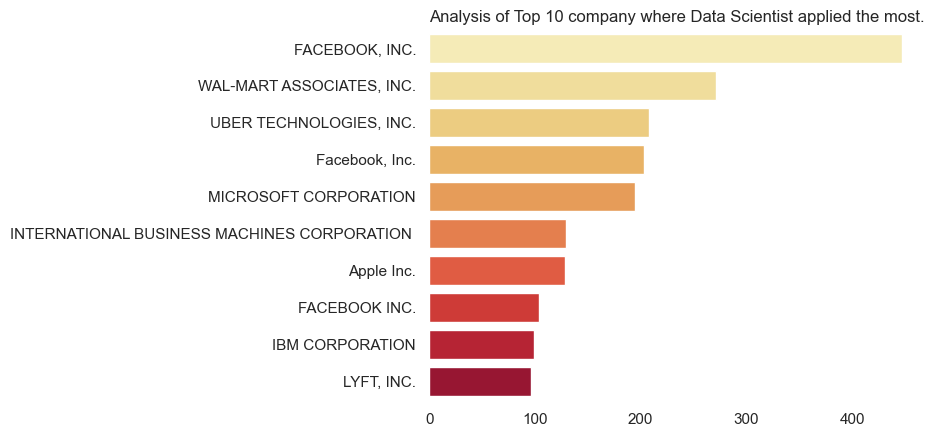 Analysis of Top 10 company where Data Scientist applied the most.
FACEBOOK, INC.
WAL-MART ASSOCIATES, INC.
UBER TECHNOLOGIES, INC.
Facebook, Inc.
MICROSOFT CORPORATION
INTERNATIONAL BUSINESS MACHINES CORPORATION
Apple Inc.
FACEBOOK INC.
IBM CORPORATION
LYFT, INC.
0 100 200 300 400